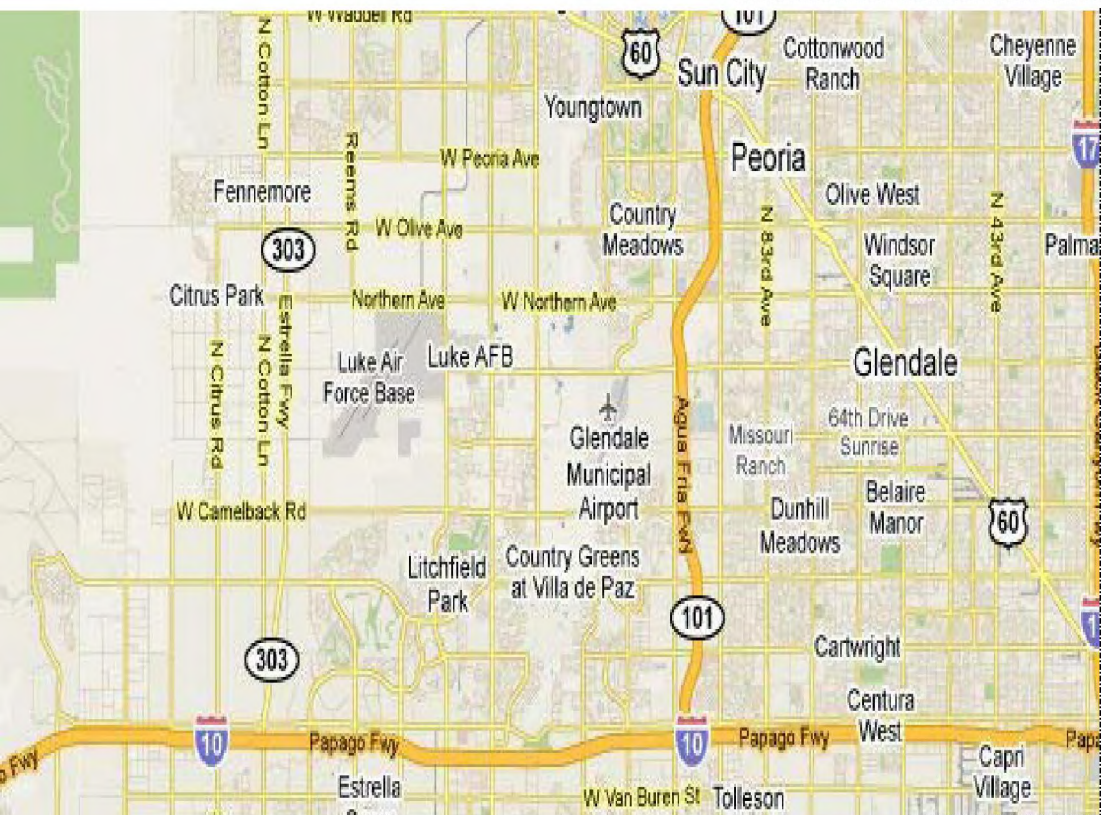 W Waddell Rd
101
60
Cottonwood
Ranch
Cheyenne
Village
N Cotton Ln
Sun City
Youngtown
17
Reems Rd
W Peoria Ave
Peoria
Fennemore
Olive West
Country
Meadows
W Olive Ave
N 83rd Ave
N 43rd Ave
303
Windsor
Square
Palma
Citrus Park
Estrella Fwy
Northern Ave
W Northern Ave
N Citrus Rd
N Cotton Ln
Luke Air
Force Base
Luke AFB
Glendale
Agua Fria Fwy
64th Drive
Sunrise
Glendale
Municipal
Airport
Missouri
Ranch
W Camelback Rd
Belaire
Manor
Dunhill
Meadows
60
Litchfield
Park
Country Greens
at Villa de Paz
101
1
303
Cartwright
Centura
West
10
Papago Fwy
10
Papago Fwy
Papa
o Fwy
Capri
Village
Estrella
W Van Buren St
Tolleson